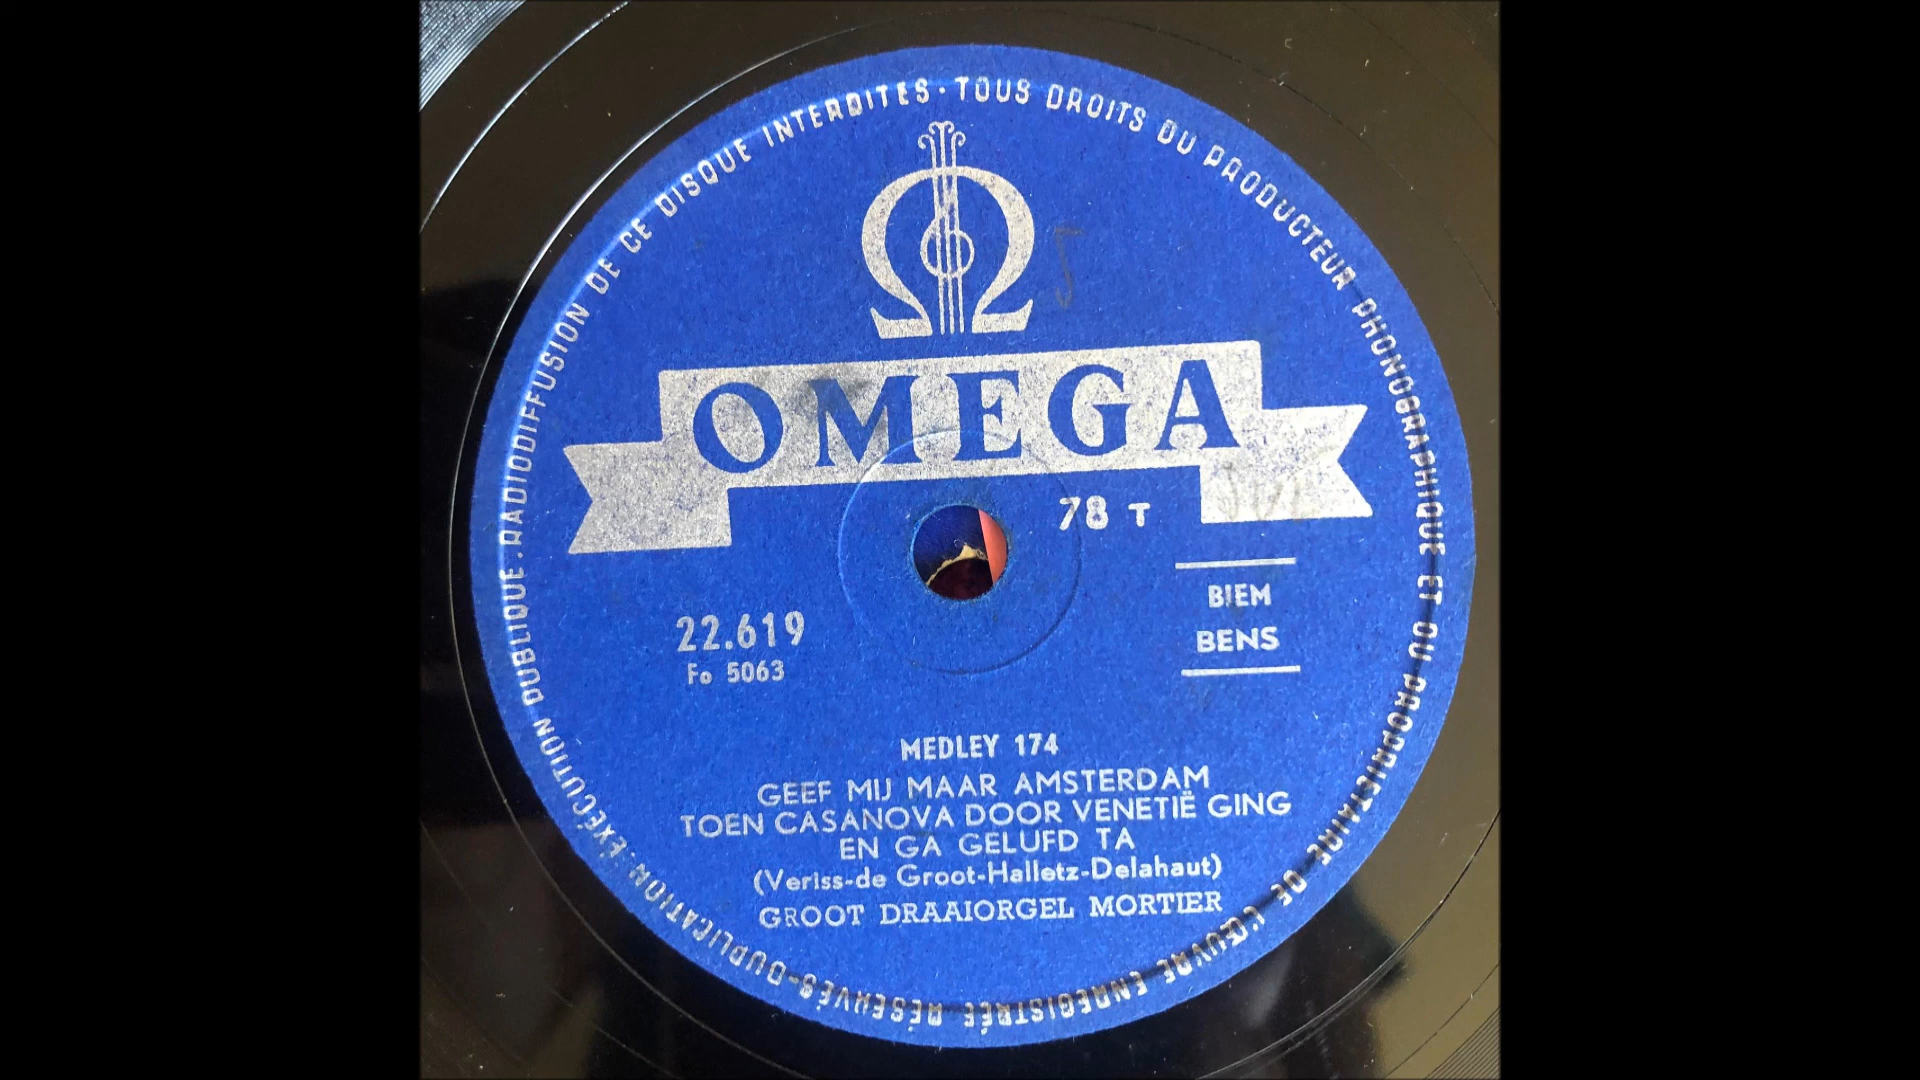 TOUS DROITS DU PRODUCTEUR PHONOGRAPHIQUE ET OU PROPRIETAIRE DE L'ŒUVRE ENREGISTRÉE RÉSERVÉS-DUPLICATION.EXÉCUTION PUBLIQUE.RADIODIFFUSION DE CE DISQUE INTERDITES·
Ω
OMEGA
78 T
BIEM
BENS
22.619
Fo 5063
MEDLEY 174
GEEF MIJ MAAR AMSTERDAM
TOEN CASANOVA DOOR VENETIË GING
EN GA GELUFD TA
(Veriss-de Groot-Halletz-Delahaut)
GROOT DRAAIORGEL MORTIER